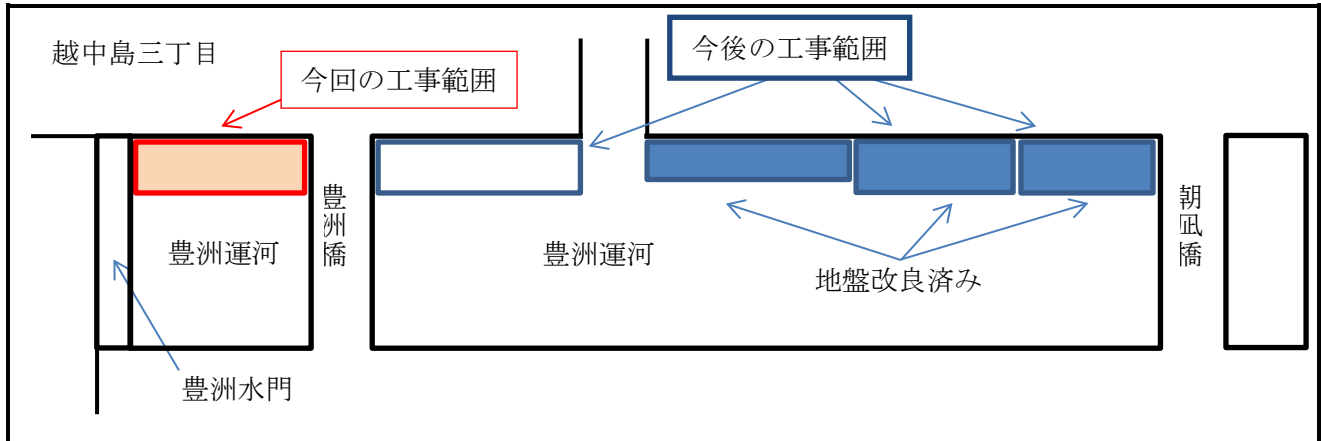 越中島三丁目
今回の工事範囲
今後の工事範囲
豊洲運河
豊洲橋
豊洲運河
地盤改良済み
朝凪橋
豊洲水門